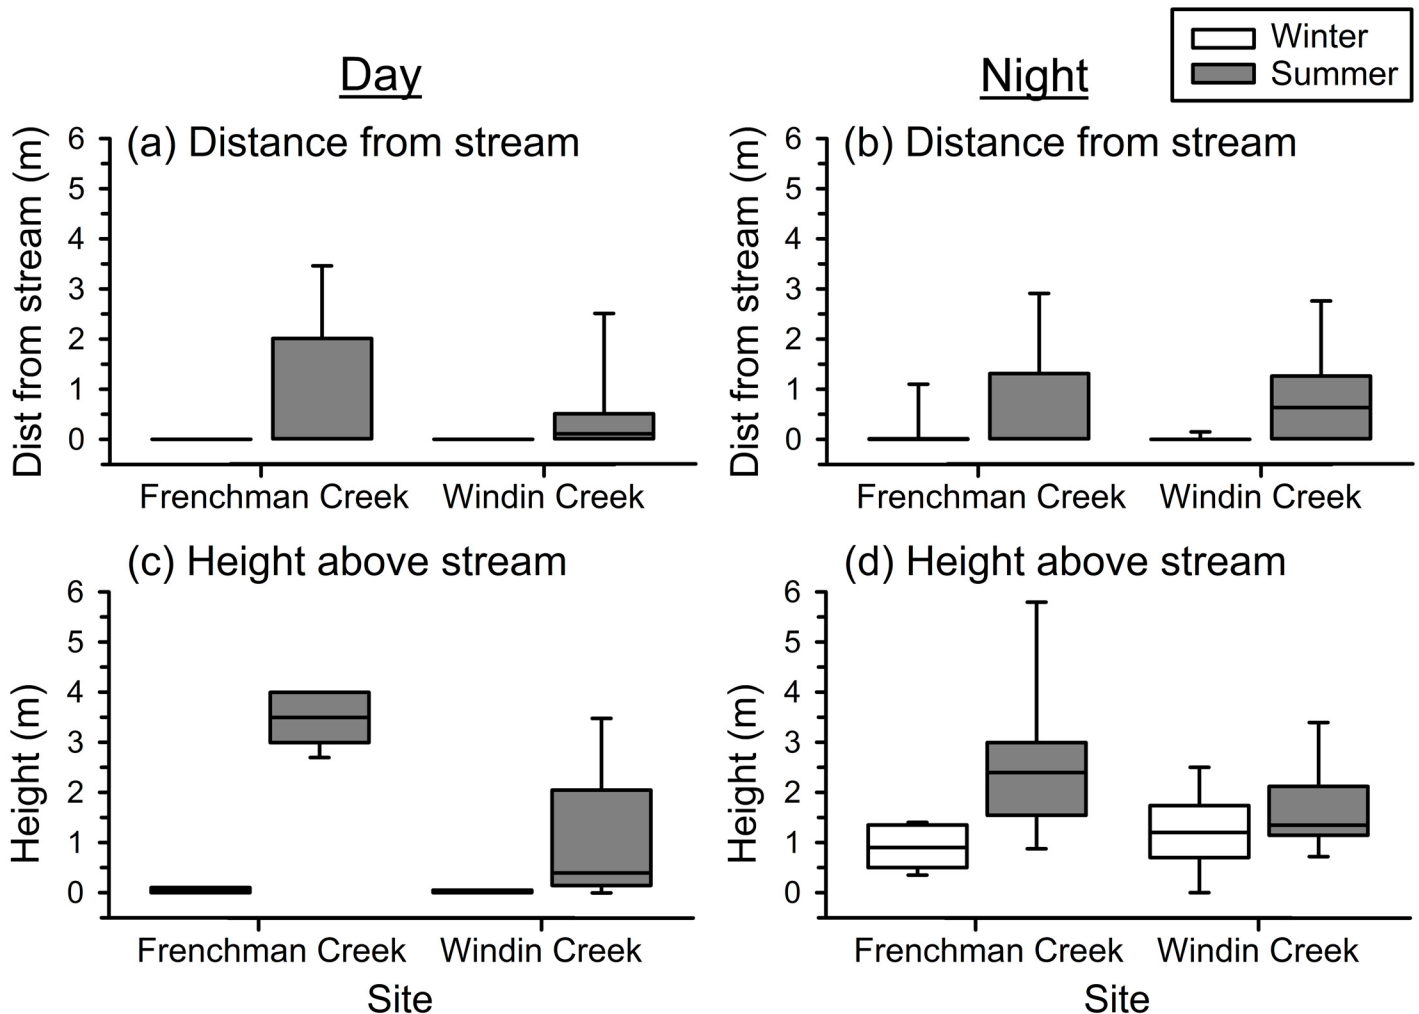 Winter
Summer
Day
Night
(a) Distance from stream
Dist from stream (m)
6
5
4
3
2
1
0
Frenchman Creek Windin Creek
(b) Distance from stream
Dist from stream (m)
6
5
4
3
2
1
0
Frenchman Creek Windin Creek
(c) Height above stream
Height (m)
6
5
4
3
2
1
0
Frenchman Creek Windin Creek
Site
(d) Height above stream
Height (m)
6
5
4
3
2
1
0
Frenchman Creek Windin Creek
Site